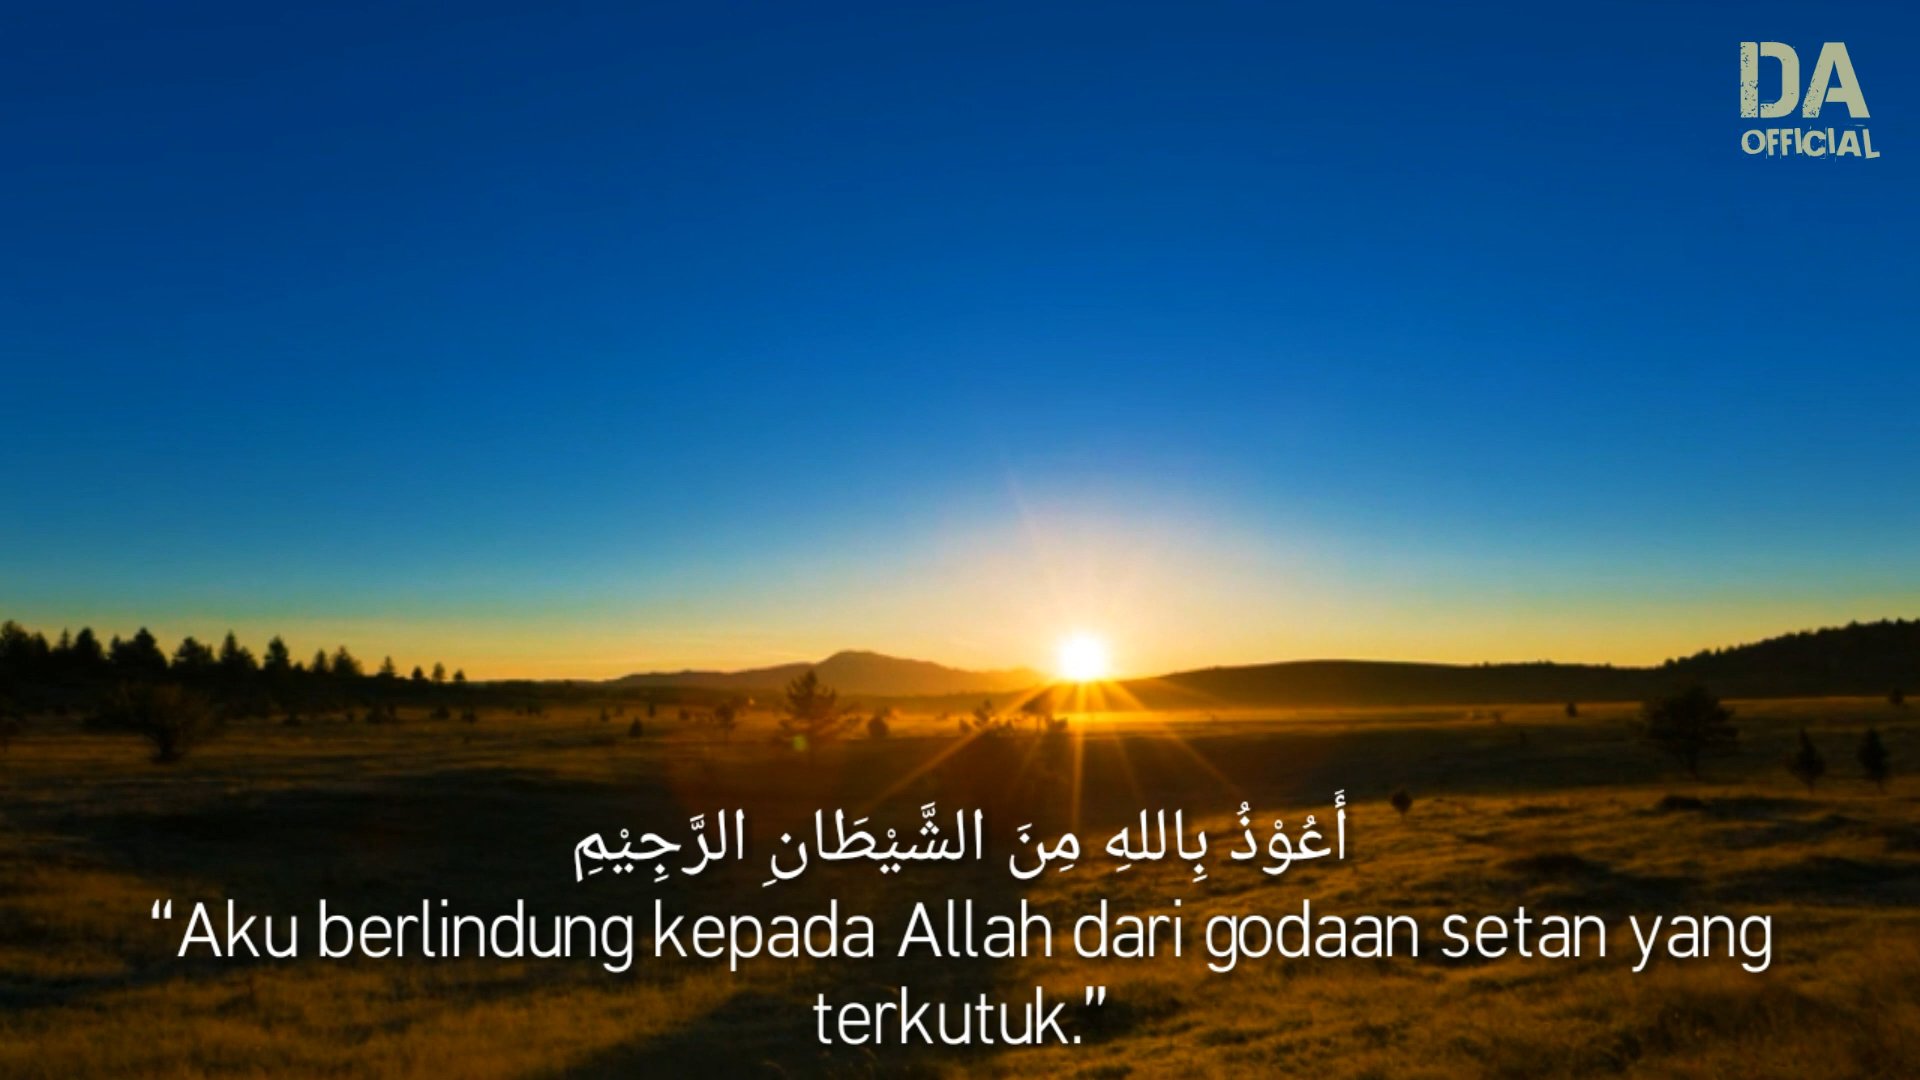 DA
OFFICIAL
أَعُوْذُ بِاللهِ مِنَ الشَّيْطَانِ الرَّجِيْمِ
“Aku berlindung kepada Allah dari godaan setan yang
terkutuk.”